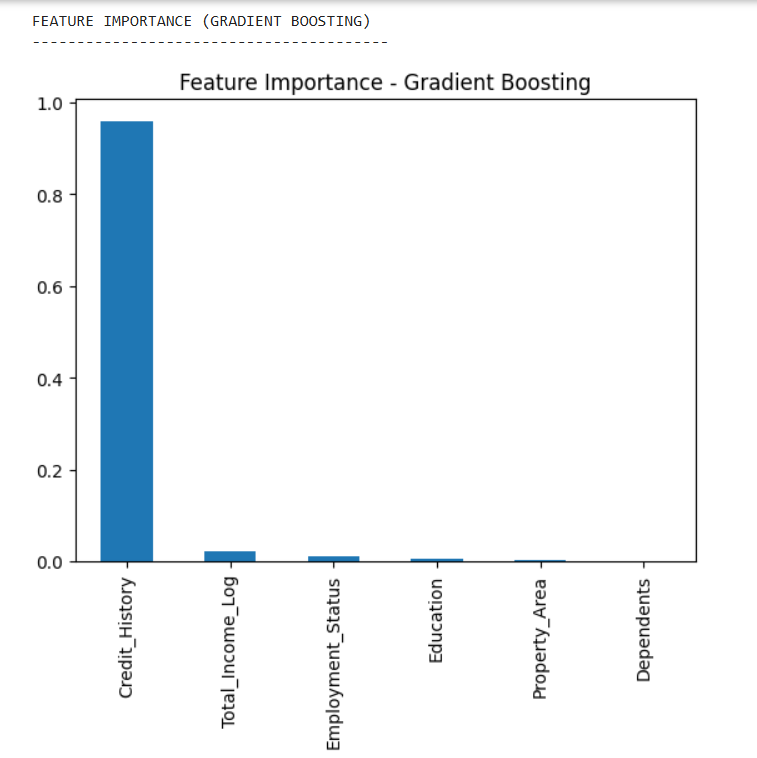 FEATURE IMPORTANCE (GRADIENT BOOSTING)
----------------------------------------
Feature Importance - Gradient Boosting
1.0
0.8
0.6
0.4
0.2
0.0
Credit_History
Total_Income_Log
Employment_Status
Education
Property_Area
Dependents